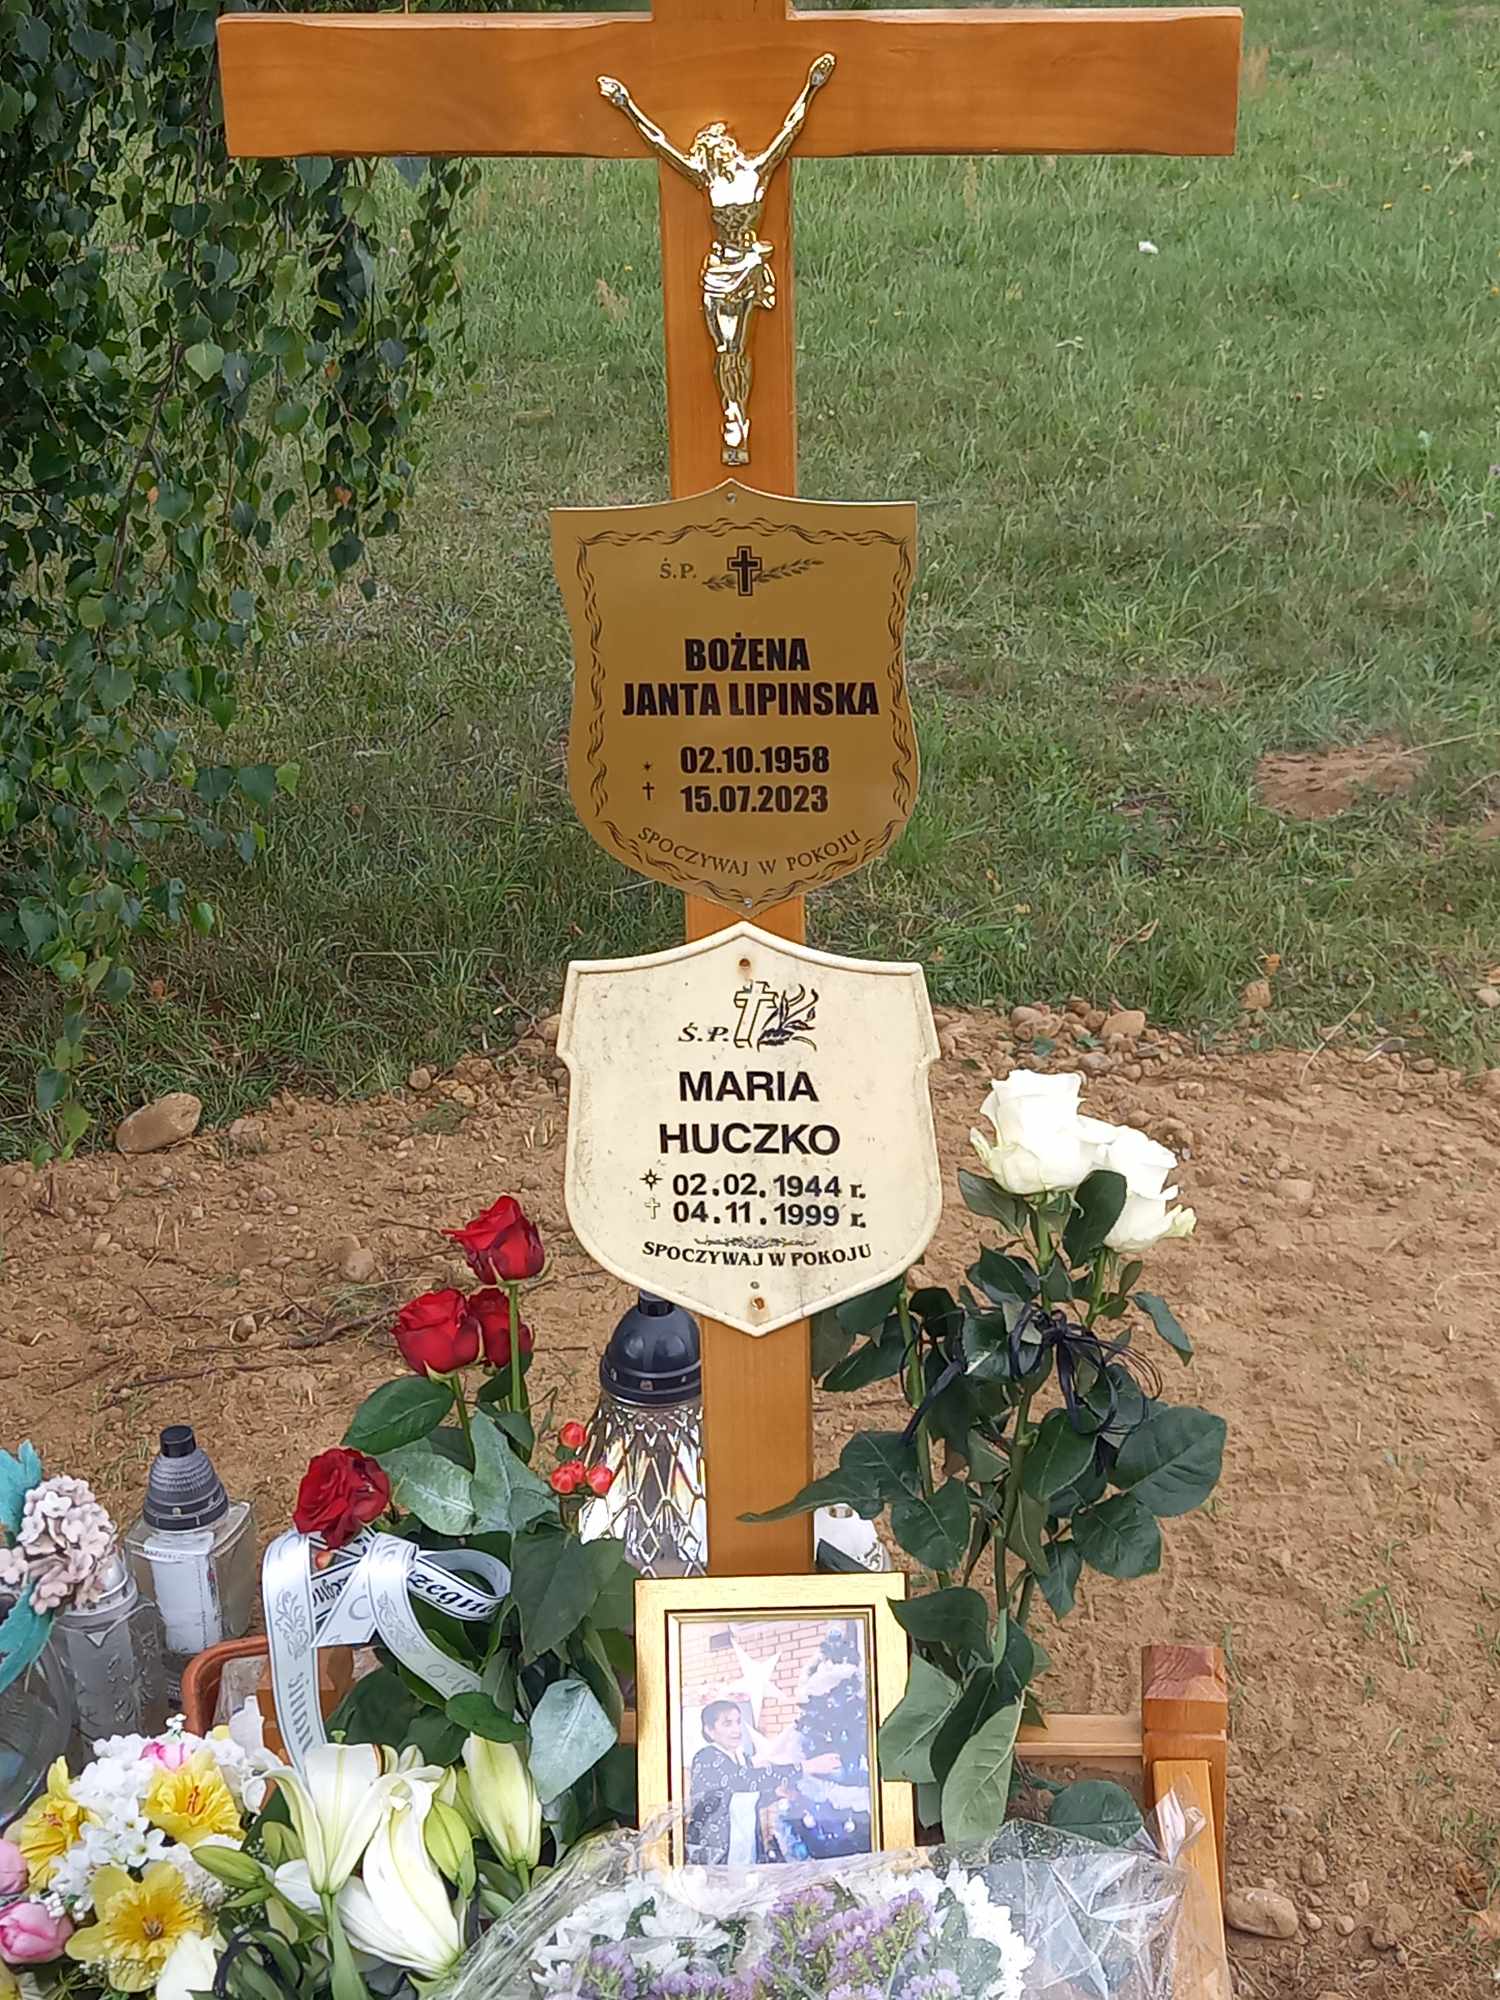 Ś.P.
BOŻENA
JANTA LIPINSKA
02.10.1958
15.07.2023
SPOCZYWAJ W POKOJU
Ś.P.
MARIA
HUCZKO
02.02.1944 r.
04.11.1999 r.
SPOCZYWAJ W POKOJU